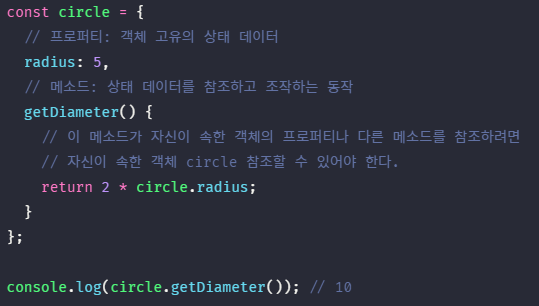 const circle = {
  // 프로퍼티: 객체 고유의 상태 데이터
  radius: 5,
  // 메소드: 상태 데이터를 참조하고 조작하는 동작
  getDiameter() {
    // 이 메소드가 자신이 속한 객체의 프로퍼티나 다른 메소드를 참조하려면
    // 자신이 속한 객체 circle 참조할 수 있어야 한다.
    return 2 * circle.radius;
  }
};
console.log(circle.getDiameter()); // 10